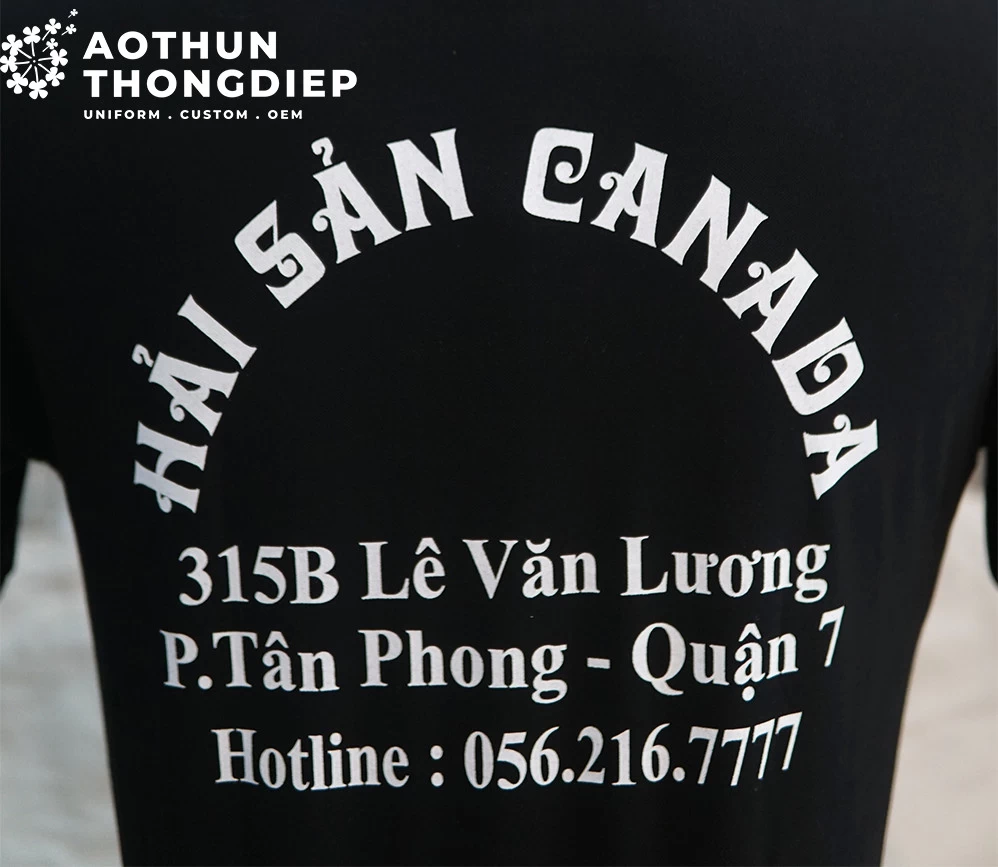 AOTHUN
THONGDIEP
UNIFORM . CUSTOM . OEM
HẢI SẢN CANADA
315B Lê Văn Lương
P.Tân Phong - Quận 7
Hotline : 056.216.7777